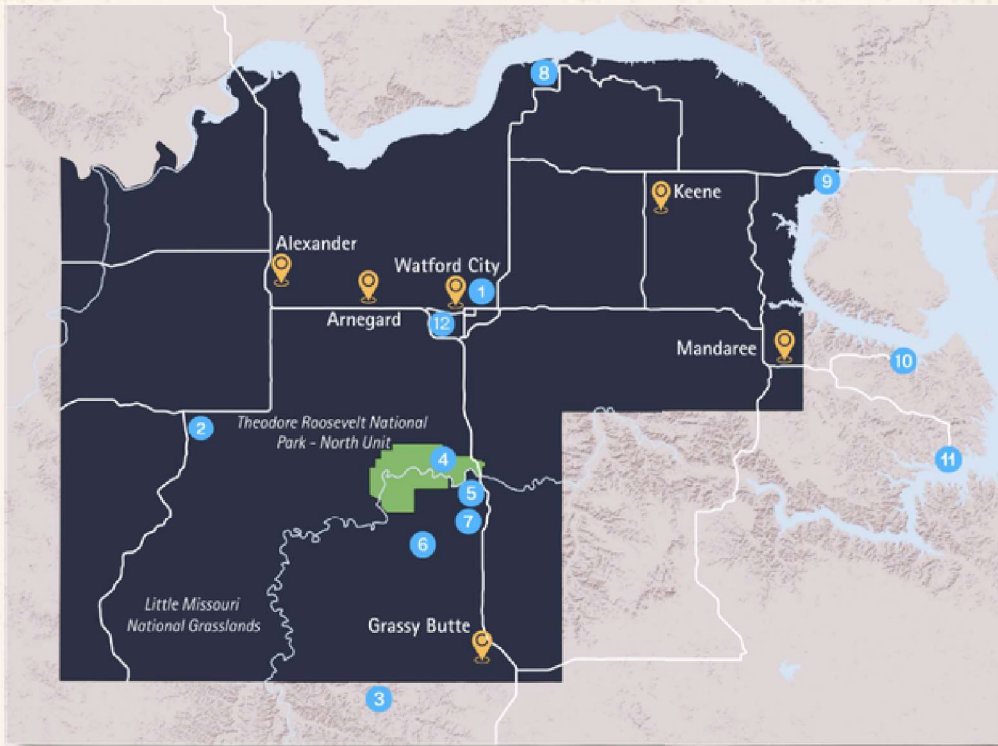 8
9
Keene
Alexander
Watford City
1
Arnegard
12
Mandaree
10
2
Theodore Roosevelt National
Park - North Unit
4
11
5
7
6
Little Missouri
National Grasslands
Grassy Butte
3